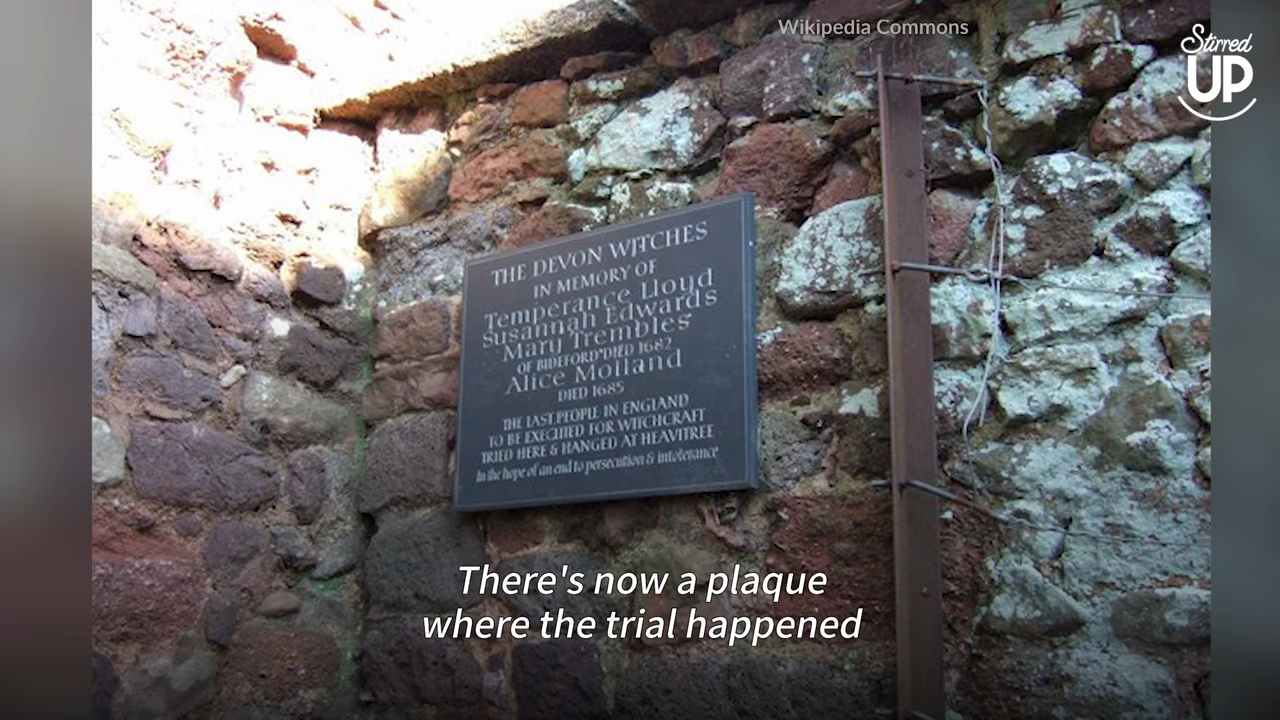 Wikipedia Commons
Stirred
UP
THE DEVON WITCHES
IN MEMORY OF
Temperance Lloyd
Susannah Edwards
Mary Trembles
OF BIDEFORD DIED 1682
Alice Molland
DIED 1685
THE LAST PEOPLE IN ENGLAND
TO BE EXECUTED FOR WITCHCRAFT
TRIED HERE & HANGED AT HEAVITREE
In the hope of an end to persecution & intolerance
There's now a plaque
where the trial happened